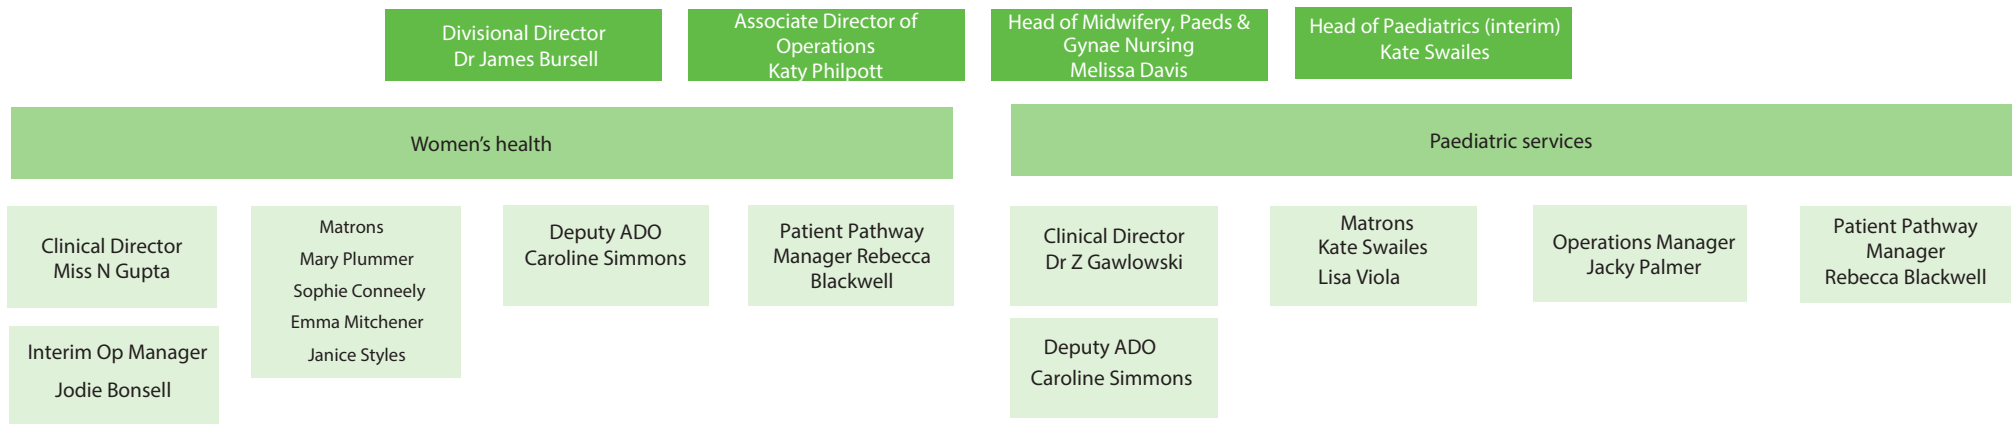 Divisional Director
Dr James Bursell
Associate Director of
Operations
Katy Philpott
Head of Midwifery, Paeds &
Gynae Nursing
Melissa Davis
Head of Paediatrics (interim)
Kate Swailes
Women’s health
Paediatric services
Clinical Director
Miss N Gupta
Matrons
Mary Plummer
Sophie Conneely
Emma Mitchener
Janice Styles
Deputy ADO
Caroline Simmons
Patient Pathway
Manager Rebecca
Blackwell
Interim Op Manager
Jodie Bonsell
Clinical Director
Dr Z Gawlowski
Matrons
Kate Swailes
Lisa Viola
Operations Manager
Jacky Palmer
Patient Pathway
Manager
Rebecca Blackwell
Deputy ADO
Caroline Simmons